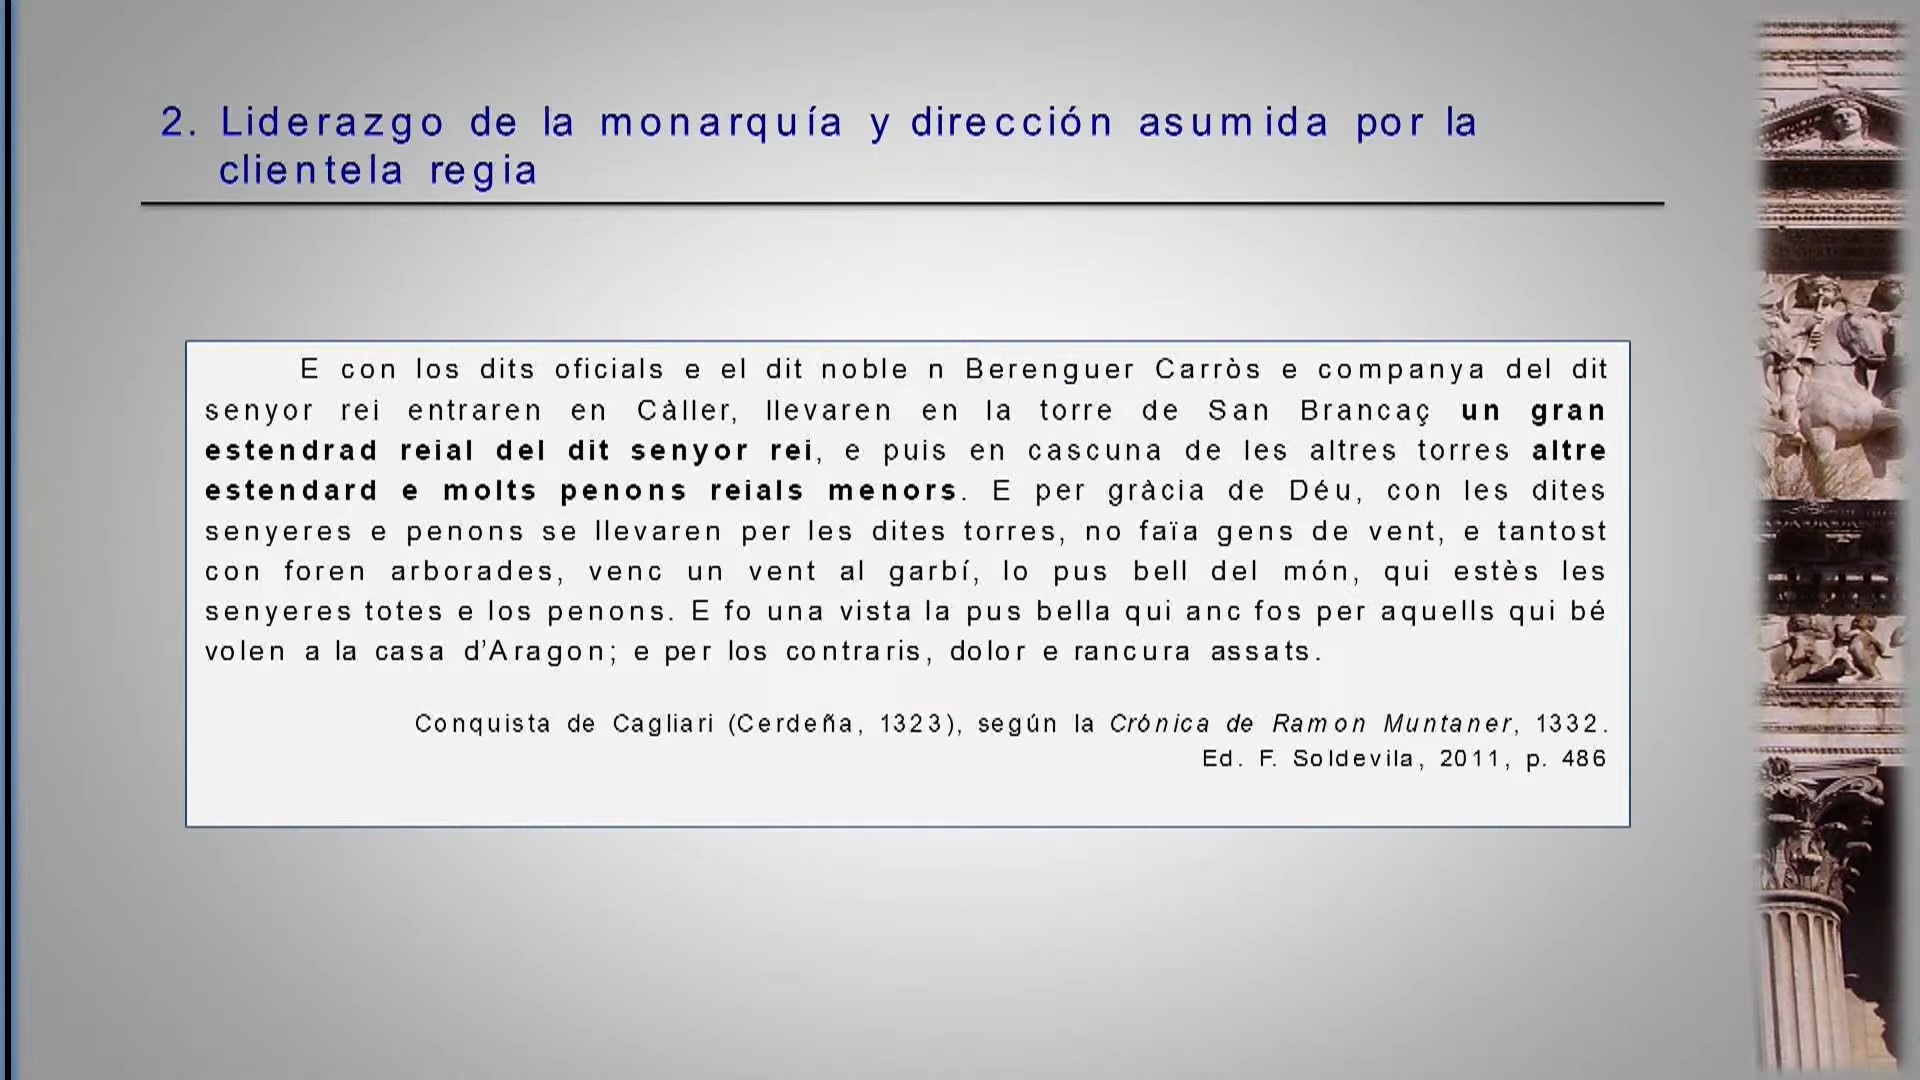 2. Liderazgo de la monarquía y dirección asumida por la
clientela regia
E con los dits oficials e el dit noble n Berenguer Carròs e companya del dit
senyor rei entraren en Càller, llevaren en la torre de San Brancaç un gran
estendrad reial del dit senyor rei, e puis en cascuna de les altres torres altre
estendard e molts penons reials menors. E per gràcia de Déu, con les dites
senyeres e penons se llevaren per les dites torres, no faïa gens de vent, e tantost
con foren arborades, venc un vent al garbí, lo pus bell del món, qui estès les
senyeres totes e los penons. E fo una vista la pus bella qui anc fos per aquells qui bé
volen a la casa d’Aragon; e per los contraris, dolor e rancura assats.
Conquista de Cagliari (Cerdeña, 1323), según la Crónica de Ramon Muntaner, 1332.
Ed. F. Soldevila, 2011, p. 486